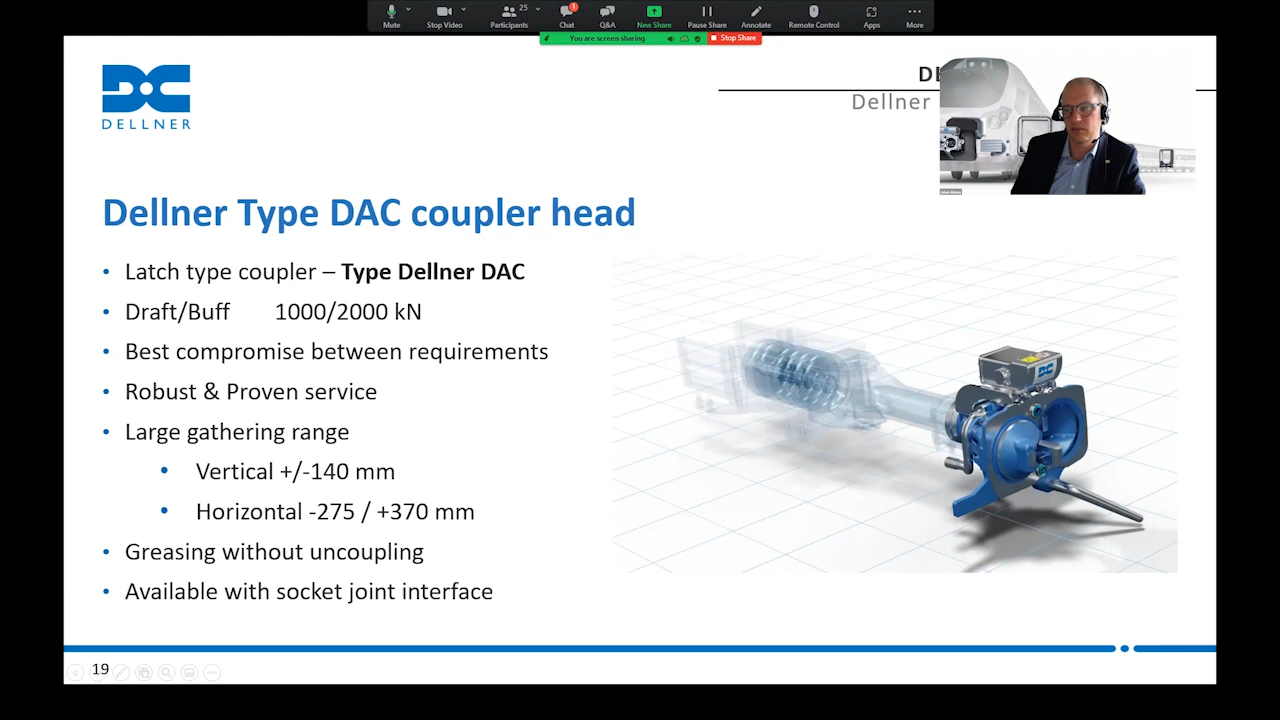 Mute
Stop Video
Participants
25
Chat
1
Q&A
New Share
Pause Share
Annotate
Remote Control
Apps
More
You are screen sharing
Stop Share
DELLNER
Dellner
Dellner Type DAC coupler head
• Latch type coupler – Type Dellner DAC
• Draft/Buff 1000/2000 kN
• Best compromise between requirements
• Robust & Proven service
• Large gathering range
• Vertical +/-140 mm
• Horizontal -275 / +370 mm
• Greasing without uncoupling
• Available with socket joint interface
19